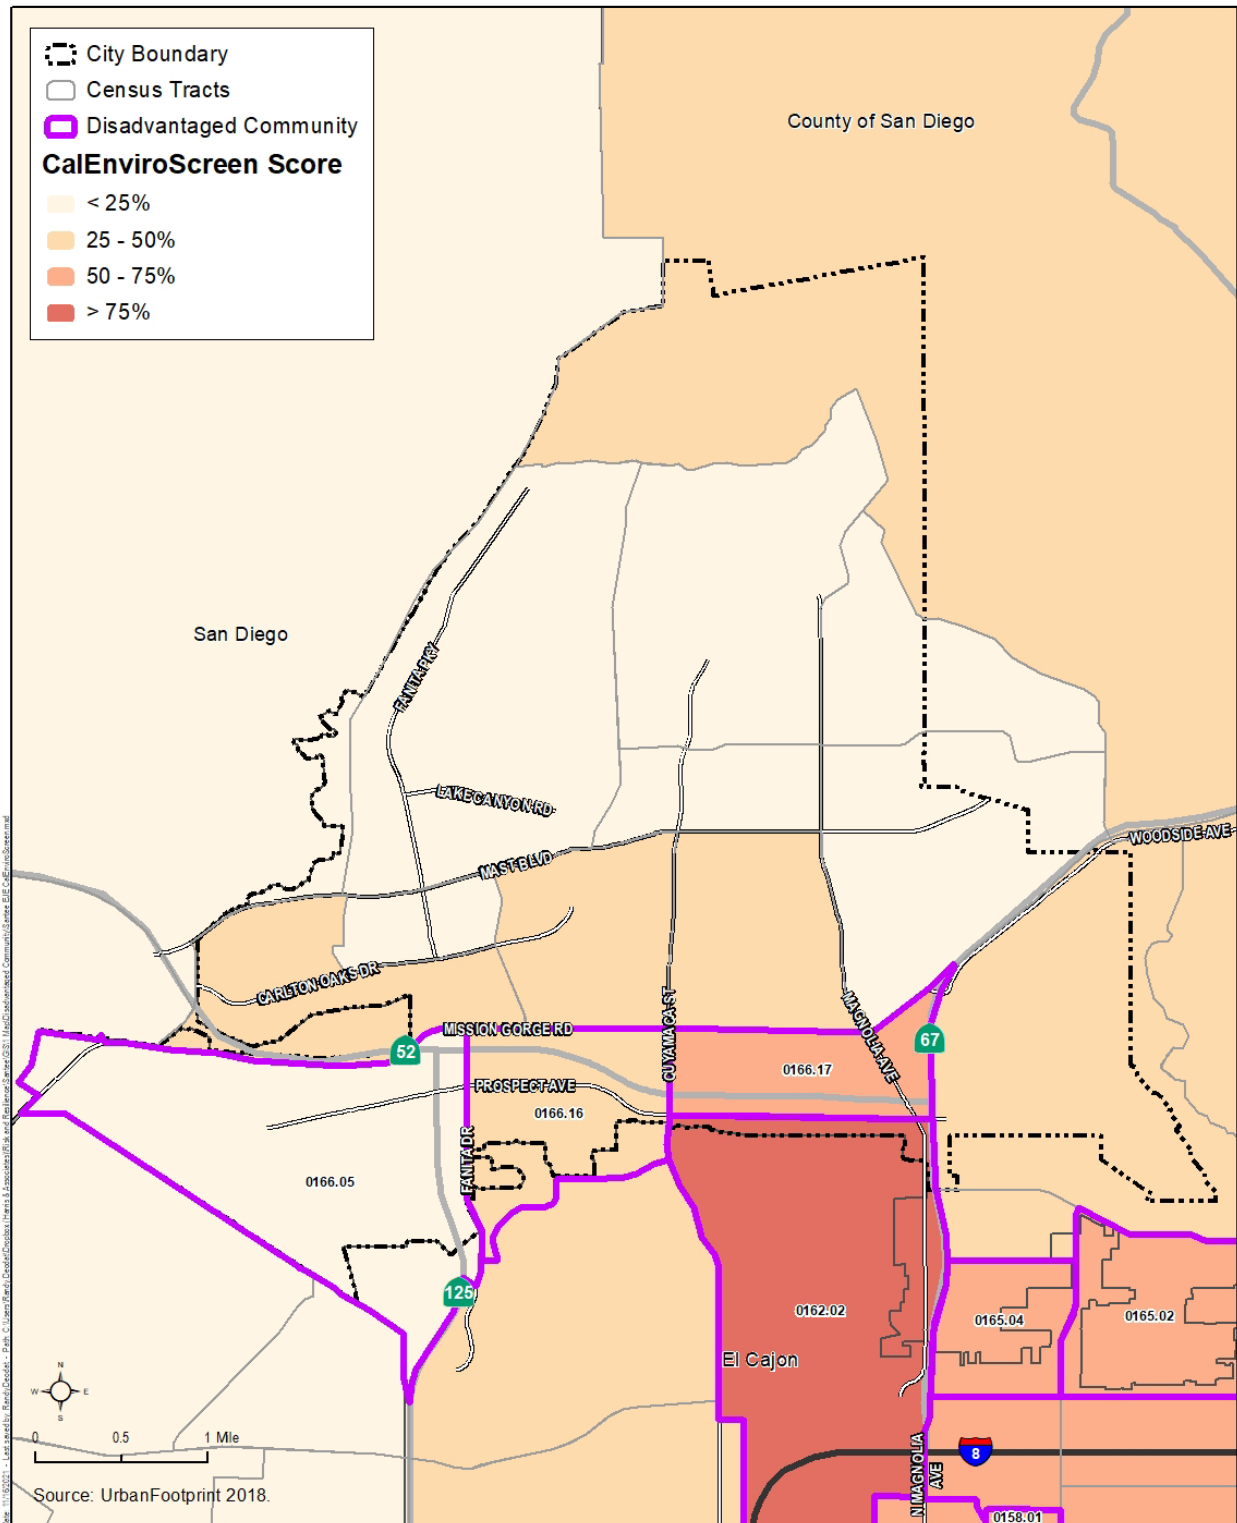 City Boundary
Census Tracts
Disadvantaged Community
CalEnviroScreen Score
< 25%
25 - 50%
50 - 75%
> 75%
County of San Diego
San Diego
FANITA PKY
LAKE CANYON RD
MAST BLVD
WOODSIDE AVE
CARLTON OAKS DR
CUYAMACA ST
MAGNOLIA AVE
MISSION GORGE RD
52
67
0166.17
PROSPECT AVE
0166.16
FANITA DR
0166.05
125
0162.02
0165.04
0165.02
El Cajon
N
W
E
S
0
0.5
1 Mile
N MAGNOLIA
AVE
8
Source: UrbanFootprint 2018.
0158.01